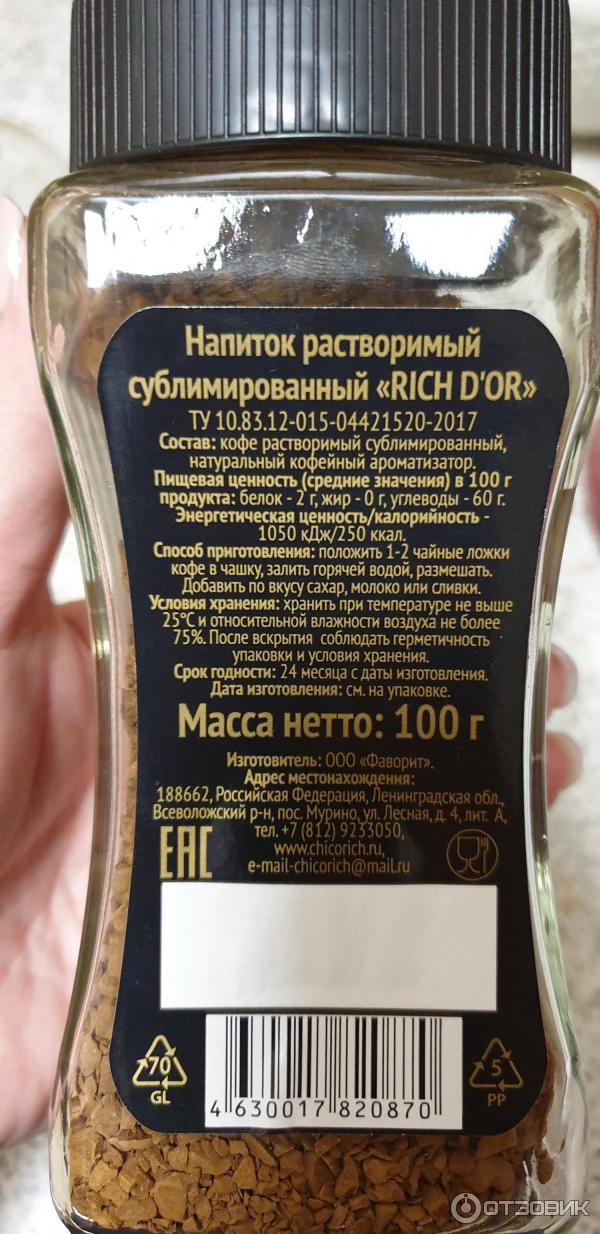 Напиток растворимый
сублимированный «RICH D'OR»
ТУ 10.83.12-015-04421520-2017
Состав: кофе растворимый сублимированный,
натуральный кофейный ароматизатор.
Пищевая ценность (средние значения) в 100 г
продукта: белок - 2 г, жир - 0 г, углеводы - 60 г.
Энергетическая ценность/калорийность -
1050 кДж/250 ккал.
Способ приготовления: положить 1-2 чайные ложки
кофе в чашку, залить горячей водой, размешать.
Добавить по вкусу сахар, молоко или сливки.
Условия хранения: хранить при температуре не выше
25°С и относительной влажности воздуха не более
75%. После вскрытия соблюдать герметичность
упаковки и условия хранения.
Срок годности: 24 месяца с даты изготовления.
Дата изготовления: см. на упаковке.
Масса нетто: 100 г
Изготовитель: ООО «Фаворит».
Адрес местонахождения:
188662, Российская Федерация, Ленинградская обл.,
Всеволожский р-н, пос. Мурино, ул. Лесная, д. 4, лит. А,
тел. +7 (812) 9233050,
www.chicorich.ru,
e-mail-chicorich@mail.ru
EAC
70
GL
4 630017 820870
5
PP
ОТЗОВИК